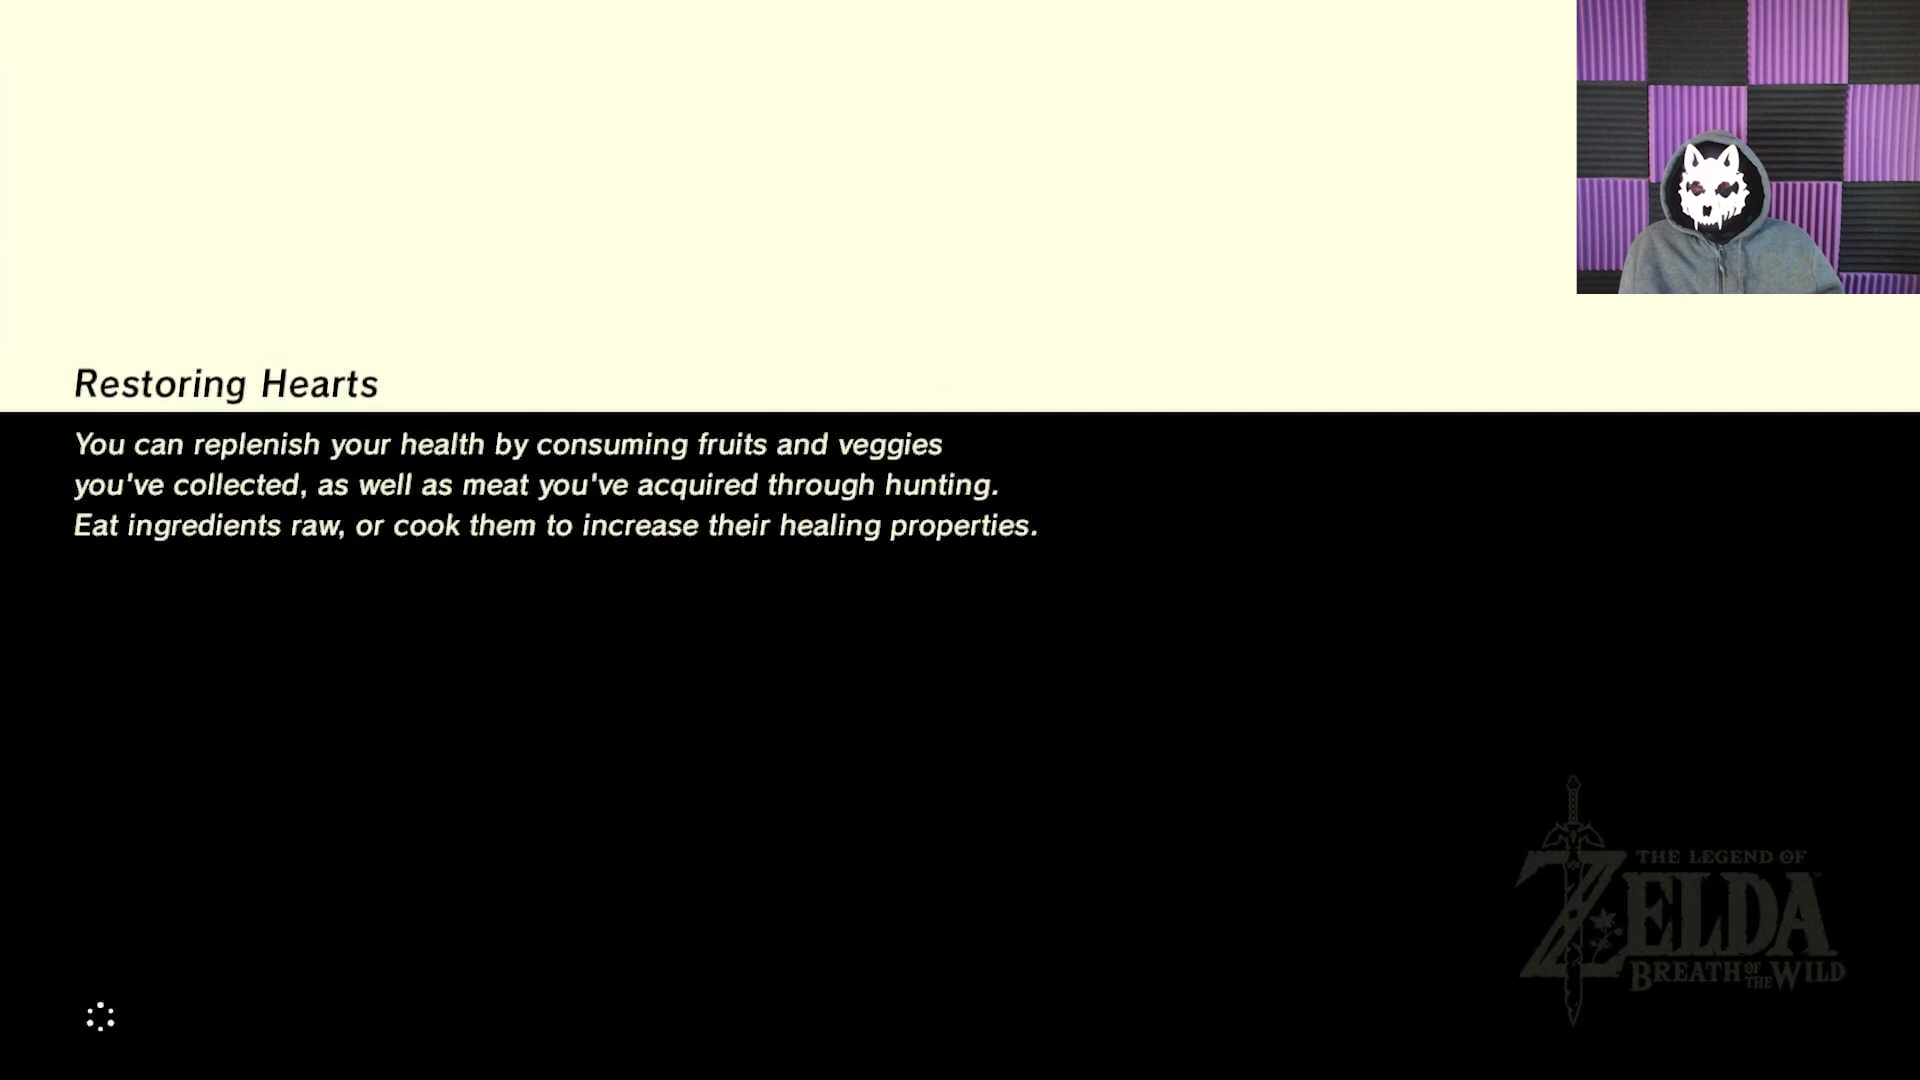 Restoring Hearts
You can replenish your health by consuming fruits and veggies
you've collected, as well as meat you've acquired through hunting.
Eat ingredients raw, or cook them to increase their healing properties.
THE LEGEND OF
ZELDA
BREATH OF THE WILD